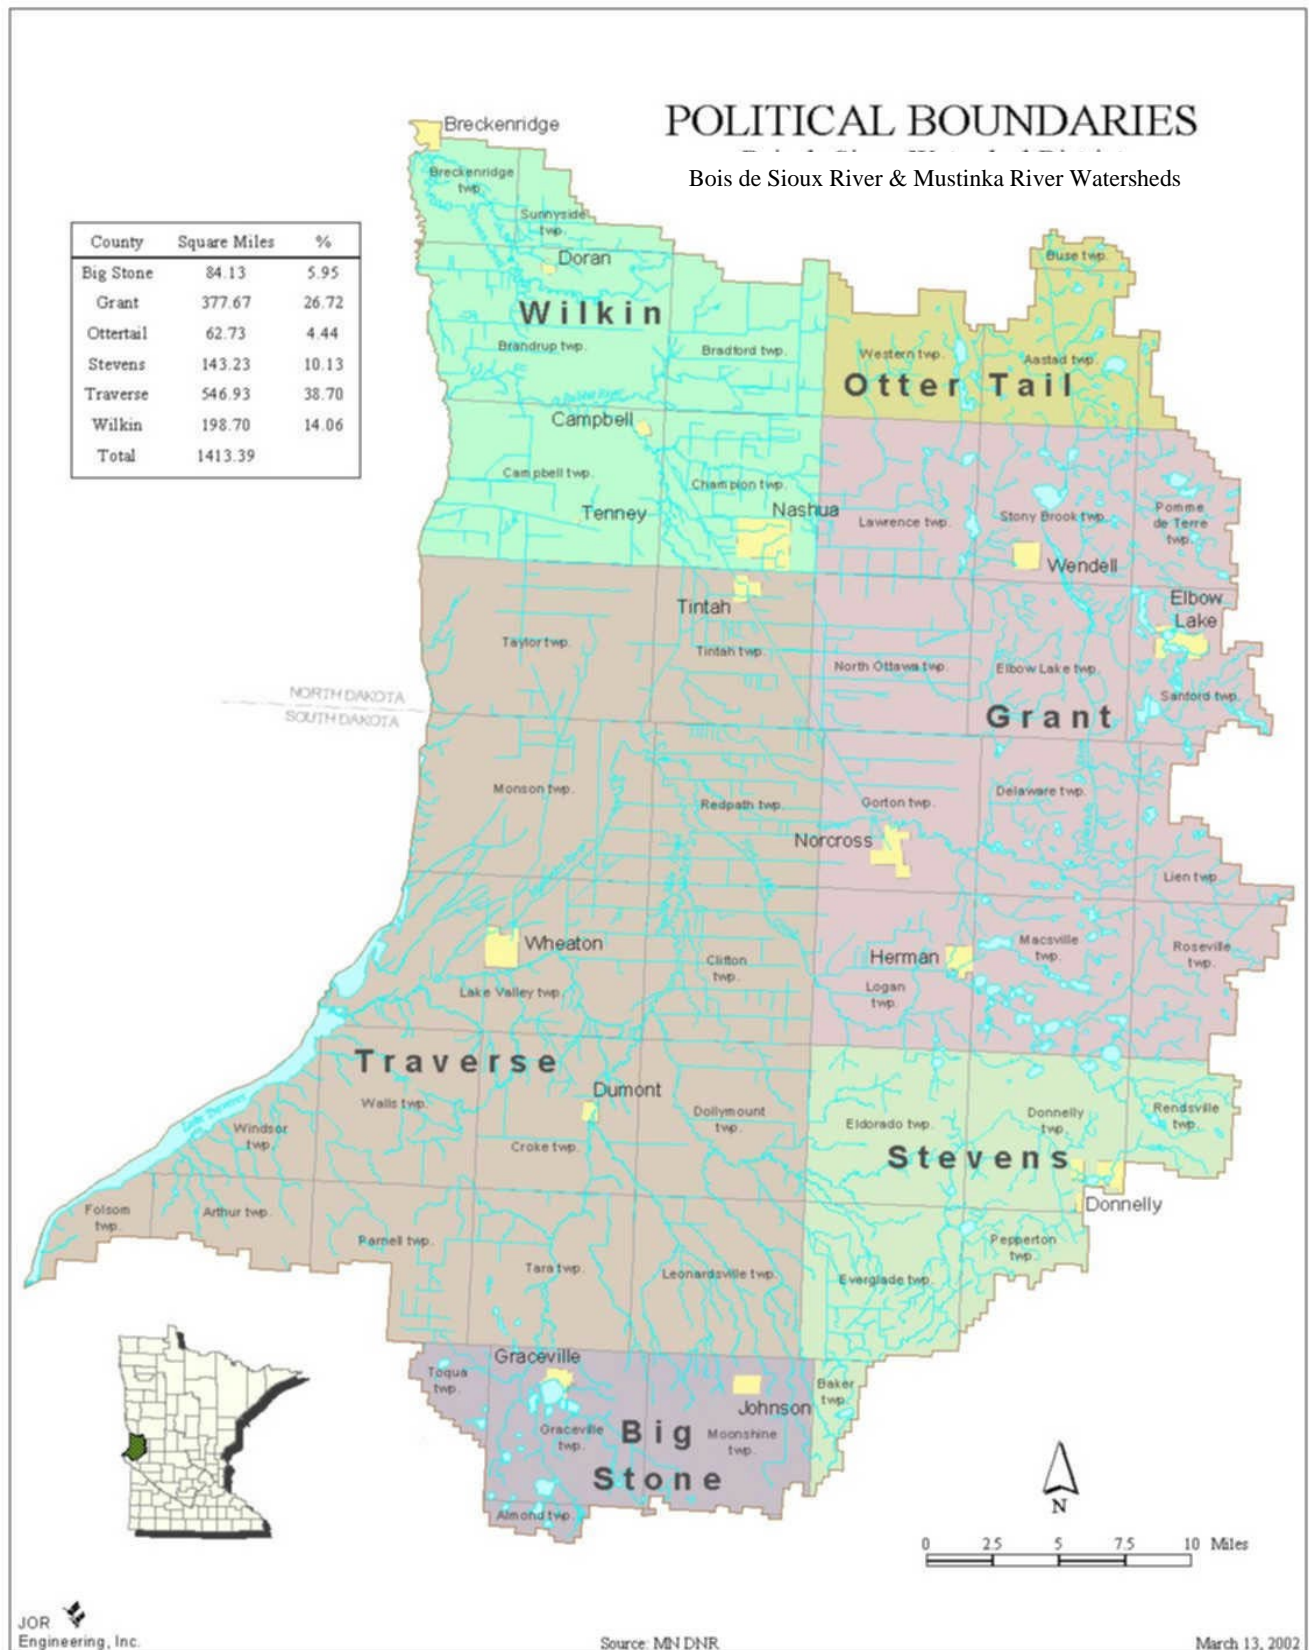 POLITICAL BOUNDARIES
Bois de Sioux River & Mustinka River Watersheds
County Square Miles %
Big Stone 84.13 5.95
Grant 377.67 26.72
Ottertail 62.73 4.44
Stevens 143.23 10.13
Traverse 546.93 38.70
Wilkin 198.70 14.06
Total 1413.39
Breckenridge
Breckenridge
twp.
Sunnyside
twp.
Doran
Buse twp.
Wilkin
Brandrup twp.
Bradford twp.
Western twp.
Aastad twp.
Otter Tail
Campbell
Campbell twp.
Champion twp.
Tenney
Nashua
Lawrence twp.
Stony Brook twp.
Pomme
de Terre
twp.
Wendell
Tintah
Elbow
Lake
Taylor twp.
Tintah twp.
North Ottawa twp.
Elbow Lake twp.
Sanford twp.
NORTH DAKOTA
SOUTH DAKOTA
Grant
Monson twp.
Redpath twp.
Gorton twp.
Delaware twp.
Norcross
Lien twp.
Wheaton
Clifton
twp.
Herman
Macsville
twp.
Roseville
twp.
Lake Valley twp.
Logan
twp.
Traverse
Dumont
Walls twp.
Windsor
twp.
Dollymount
twp.
Croke twp.
Eldorado twp.
Donnelly
twp.
Rendsville
twp.
Stevens
Donnelly
Folsom
twp.
Arthur twp.
Parnell twp.
Tara twp.
Leonardsville twp.
Everglade twp.
Pepperton
twp.
Graceville
Toqua
twp.
Johnson
Baker
twp.
Graceville
twp.
Big
Stone
Moonshine
twp.
Almond twp.
N
0 2.5 5 7.5 10 Miles
JOR
Engineering, Inc.
Source: MN DNR
March 13, 2002